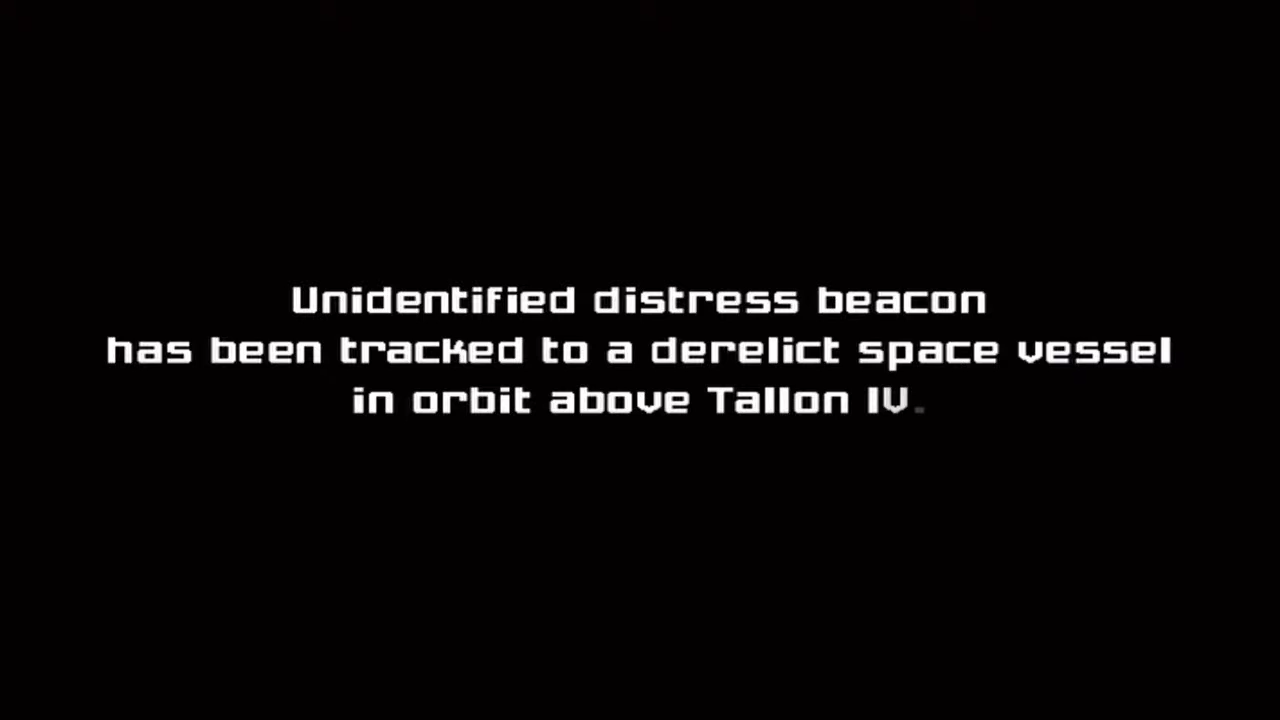 Unidentified distress beacon
has been tracked to a derelict space vessel
in orbit above Tallon IV.